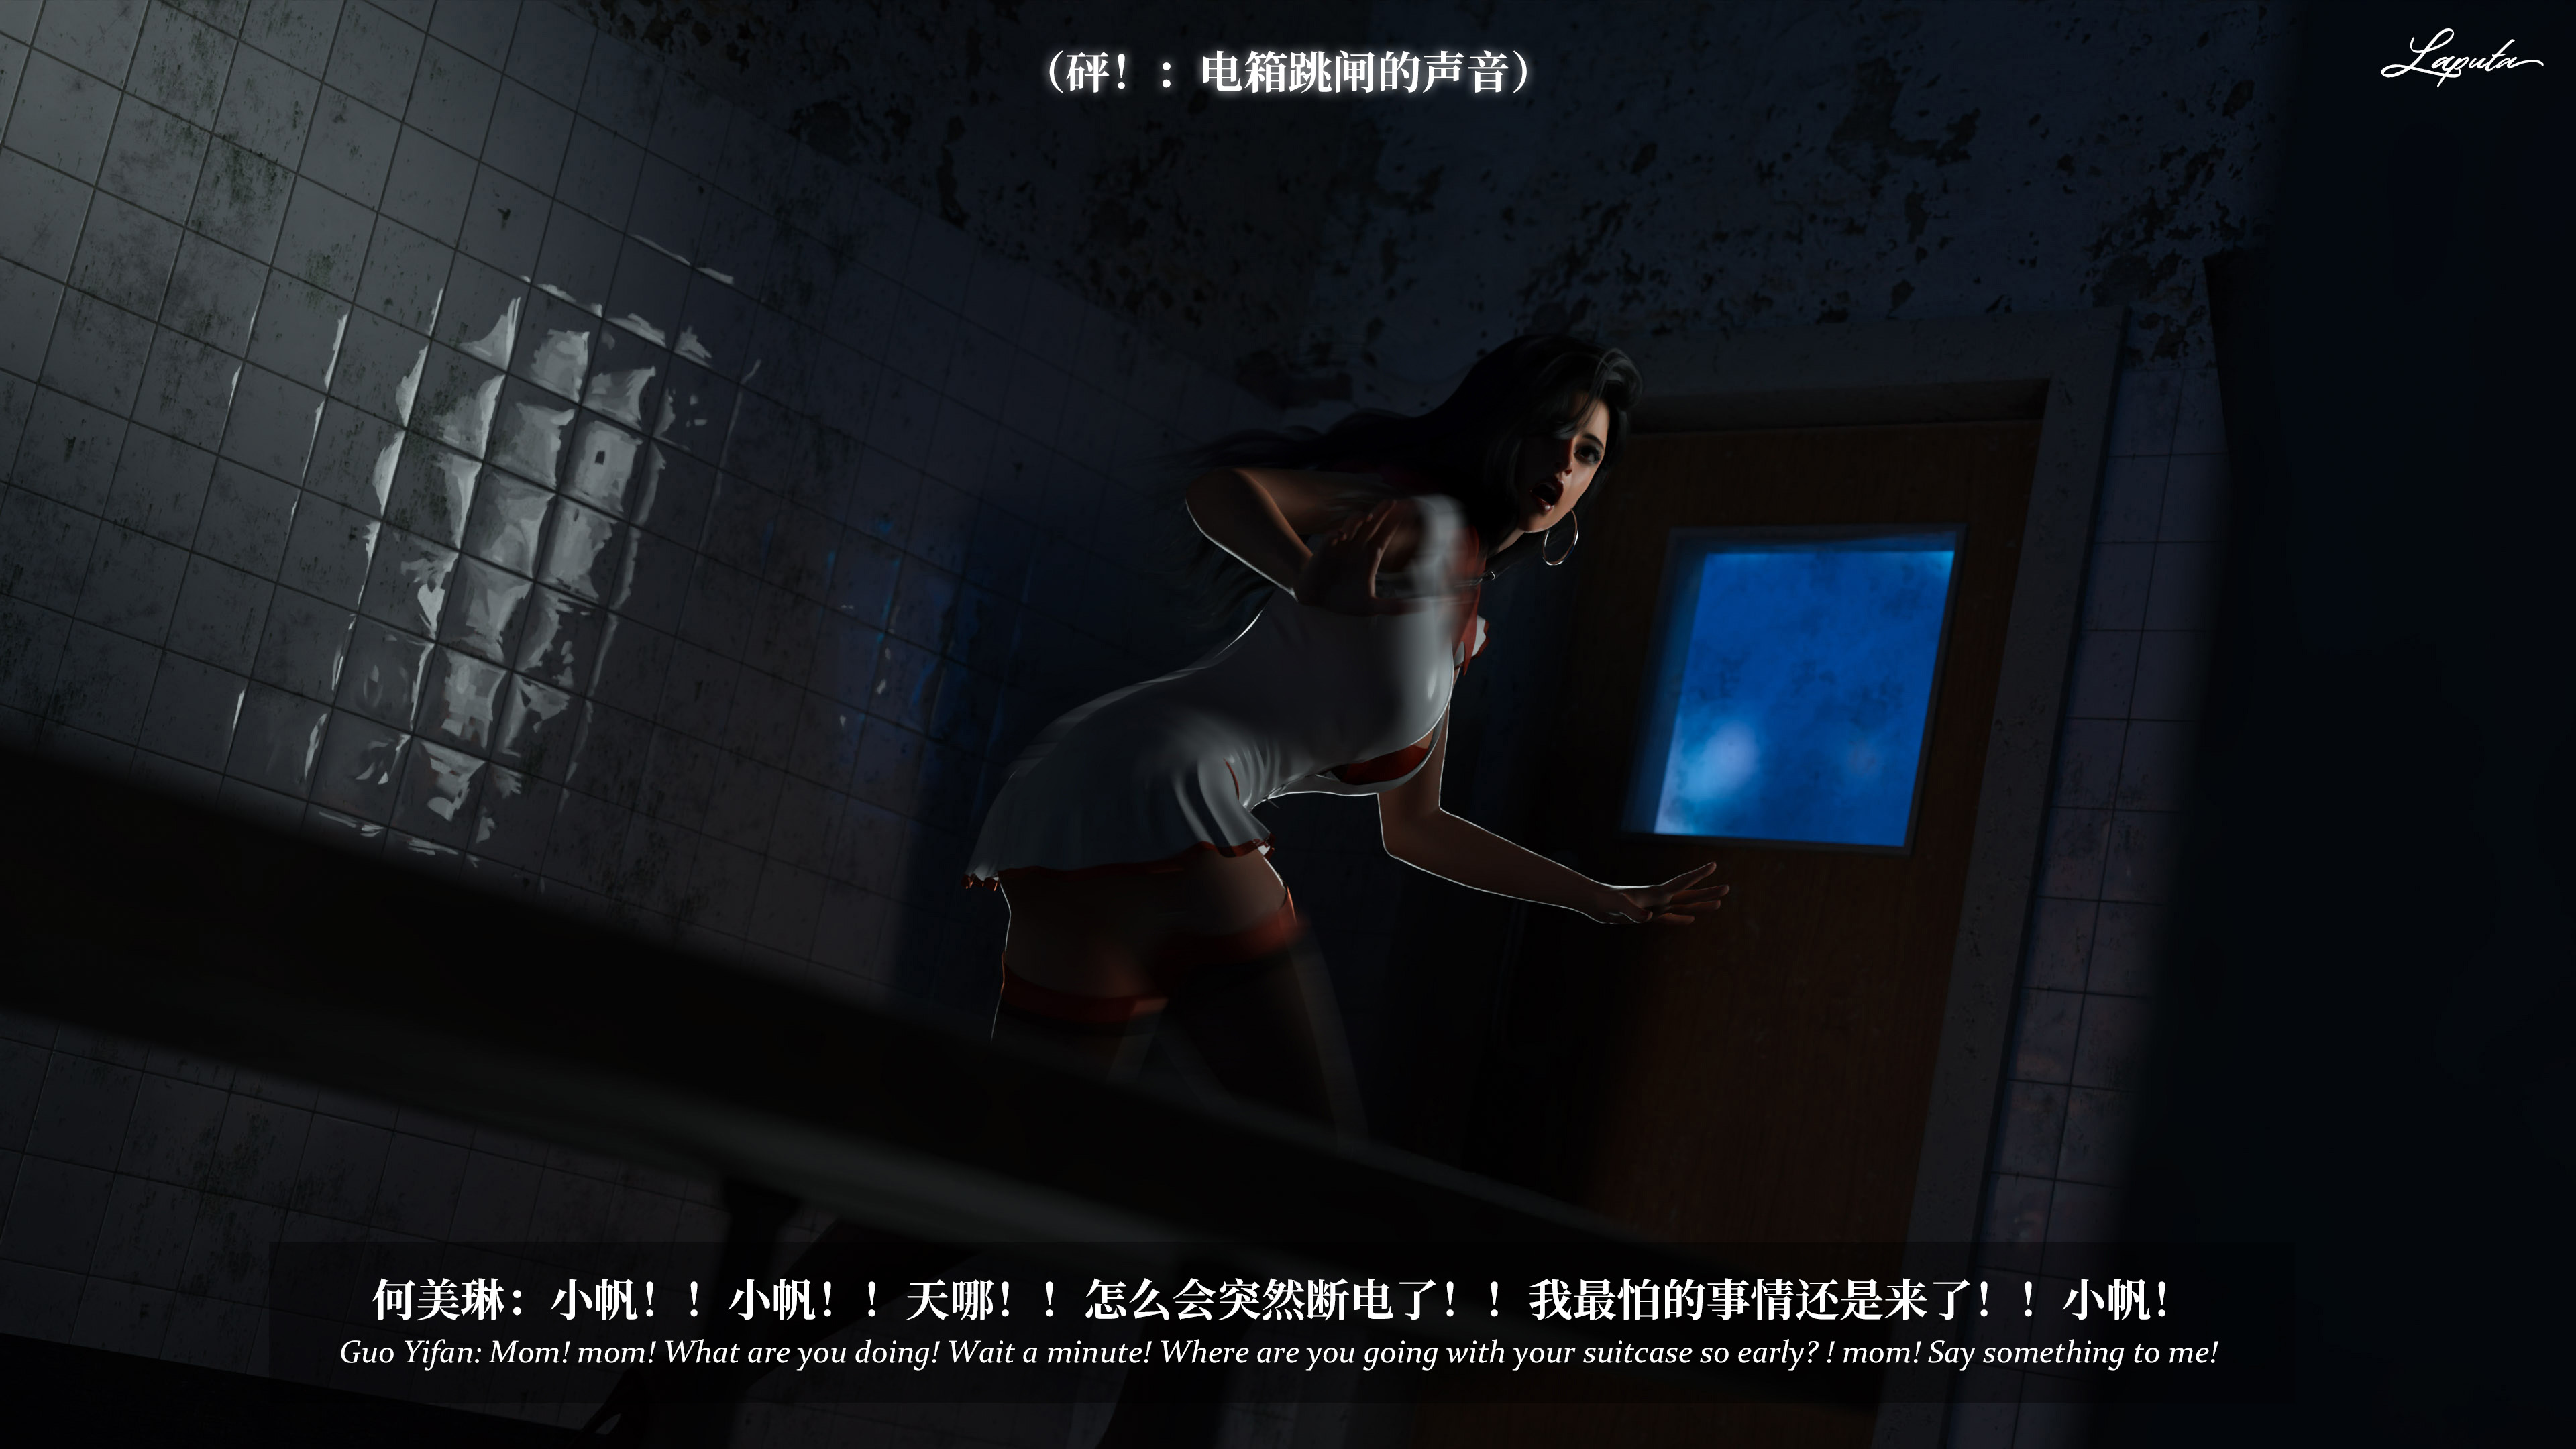 （砰！：电箱跳闸的声音）
Laputa
何美琳：小帆！！小帆！！天哪！！怎么会突然断电了！！我最怕的事情还是来了！！小帆！
Guo Yifan: Mom! mom! What are you doing! Wait a minute! Where are you going with your suitcase so early? ! mom! Say something to me!